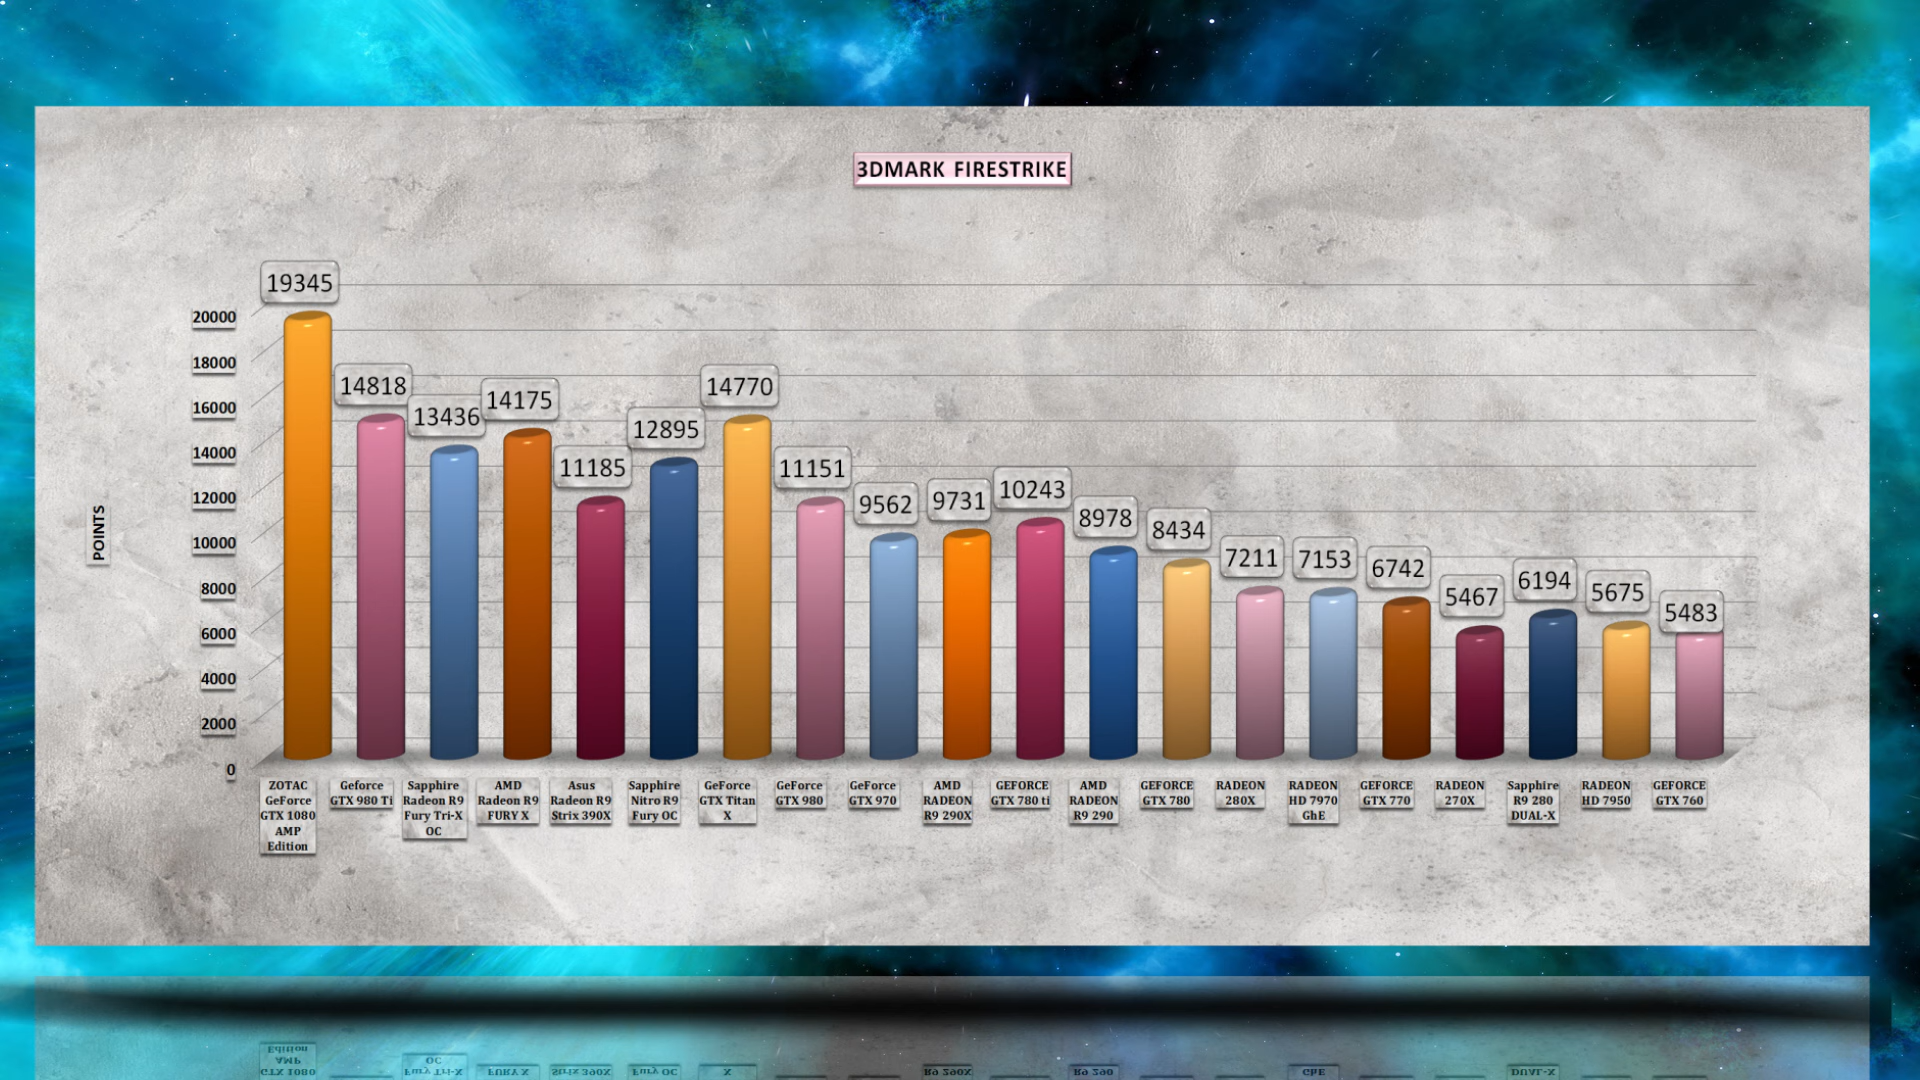 3DMARK FIRESTRIKE
POINTS
20000
18000
16000
14000
12000
10000
8000
6000
4000
2000
0
19345
14818
13436
14175
11185
12895
14770
11151
9562
9731
10243
8978
8434
7211
7153
6742
5467
6194
5675
5483
ZOTAC
GeForce
GTX 1080
AMP
Edition
Geforce
GTX 980 Ti
Sapphire
Radeon R9
Fury Tri-X
OC
AMD
Radeon R9
FURY X
Asus
Radeon R9
Strix 390X
Sapphire
Nitro R9
Fury OC
GeForce
GTX Titan
X
GeForce
GTX 980
GeForce
GTX 970
AMD
RADEON
R9 290X
GEFORCE
GTX 780 ti
AMD
RADEON
R9 290
GEFORCE
GTX 780
RADEON
280X
RADEON
HD 7970
GhE
GEFORCE
GTX 770
RADEON
270X
Sapphire
R9 280
DUAL-X
RADEON
HD 7950
GEFORCE
GTX 760